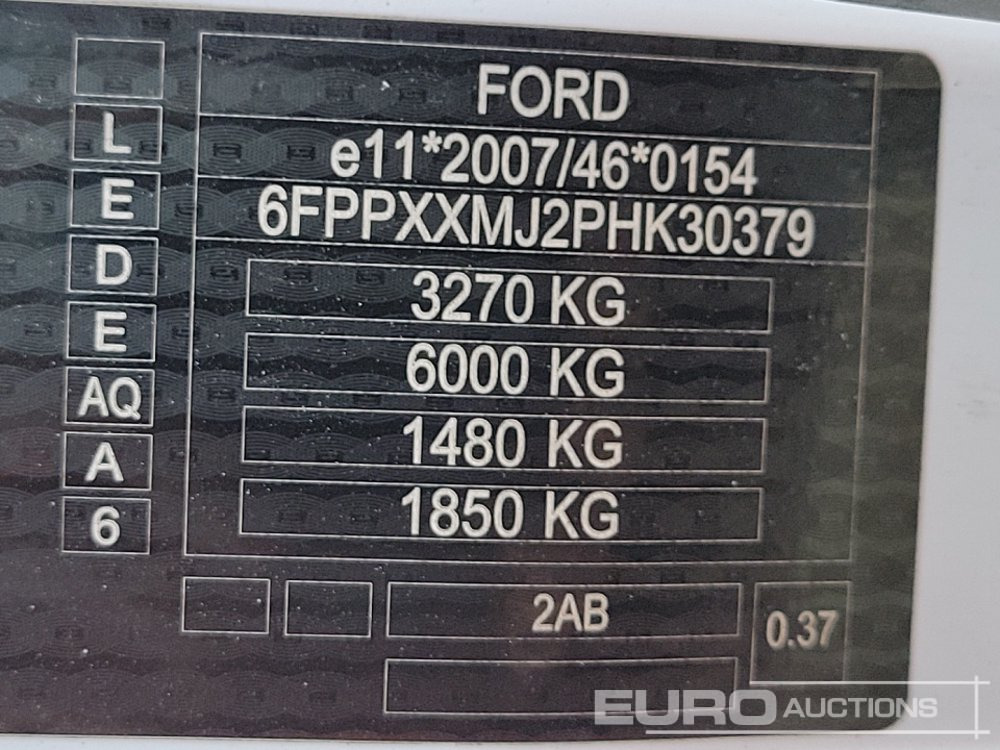 FORD
e11*2007/46*0154
6FPPXXMJ2PHK30379
3270 KG
6000 KG
1480 KG
1850 KG
L
E
D
E
AQ
A
6
2AB
0.37
EURO AUCTIONS